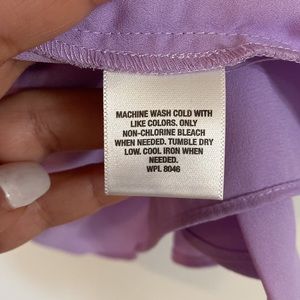 MACHINE WASH COLD WITH
LIKE COLORS. ONLY
NON-CHLORINE BLEACH
WHEN NEEDED. TUMBLE DRY
LOW. COOL IRON WHEN
NEEDED.
WPL 8046